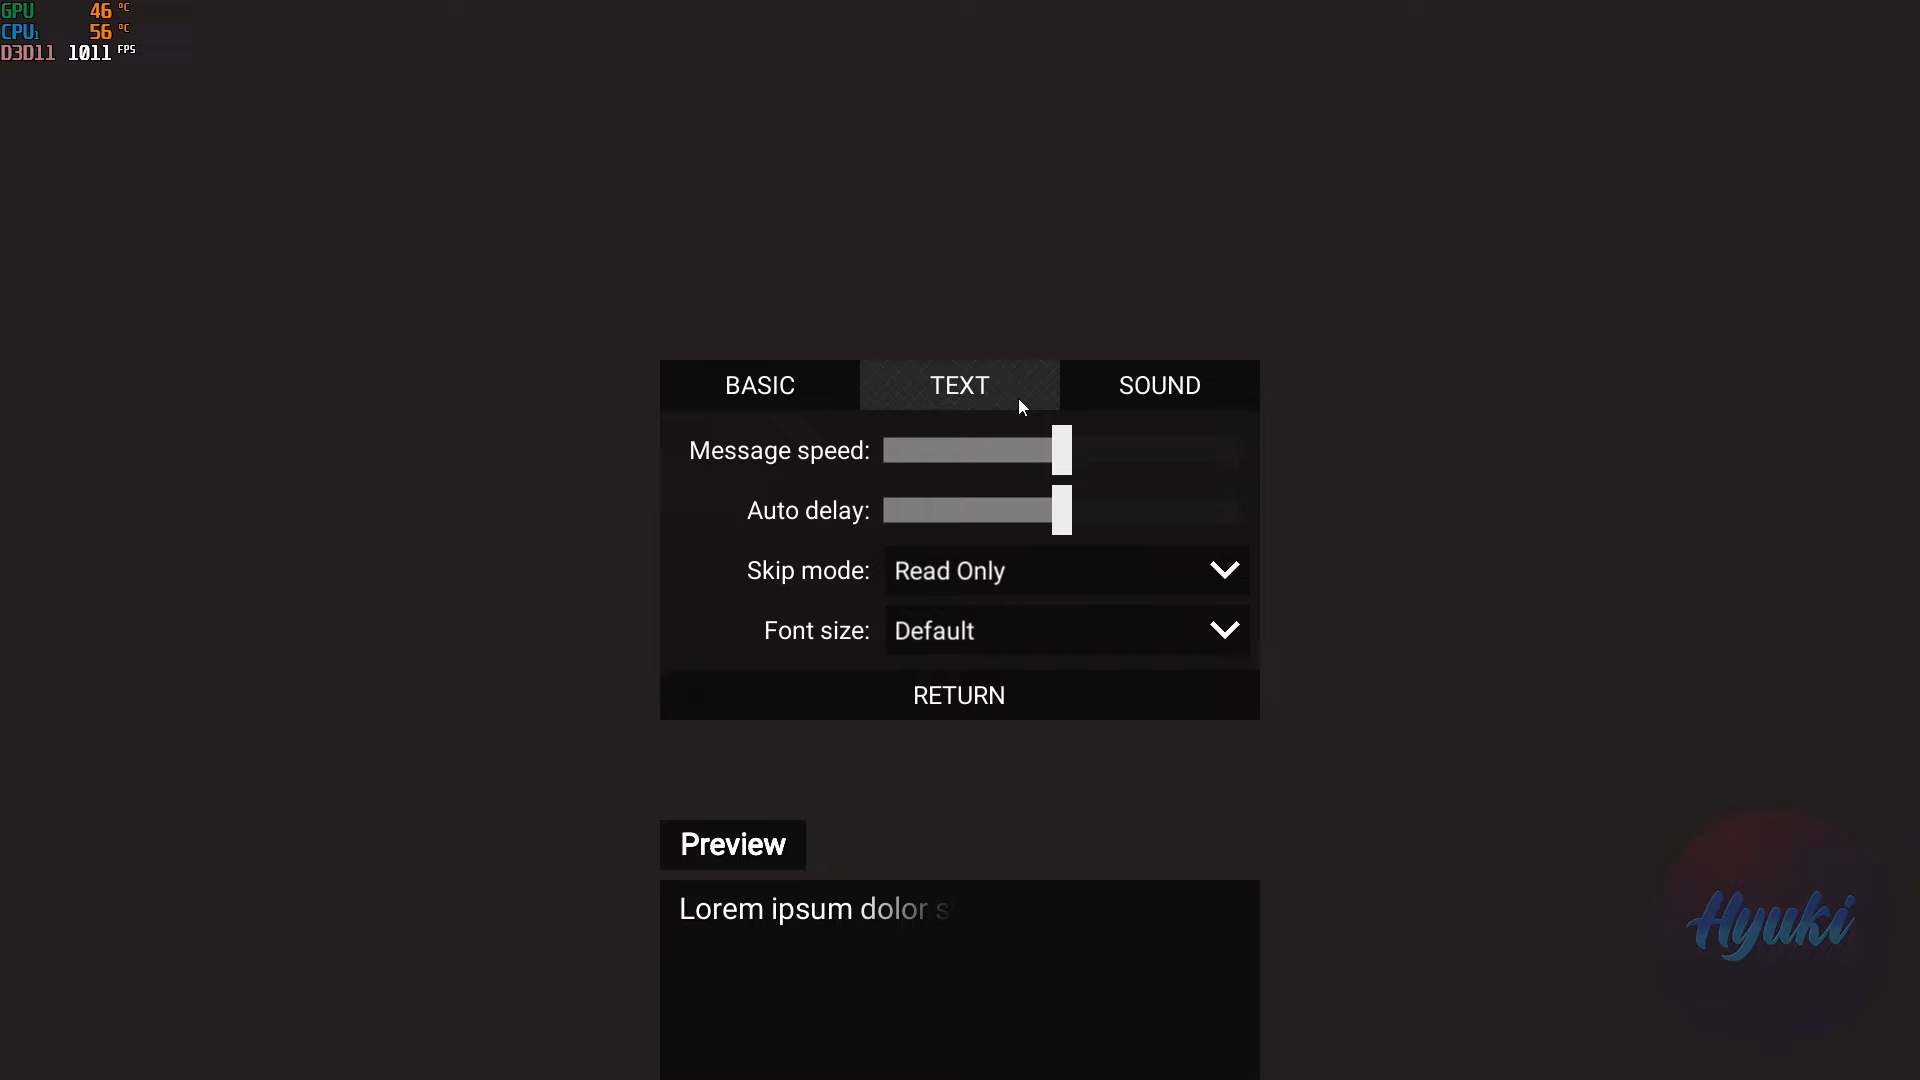 GPU 46 °C
CPU1 56 °C
D3D11 1011 FPS
BASIC TEXT SOUND
Message speed:
Auto delay:
Skip mode: Read Only
Font size: Default
RETURN
Preview
Lorem ipsum dolor s
Hyuki